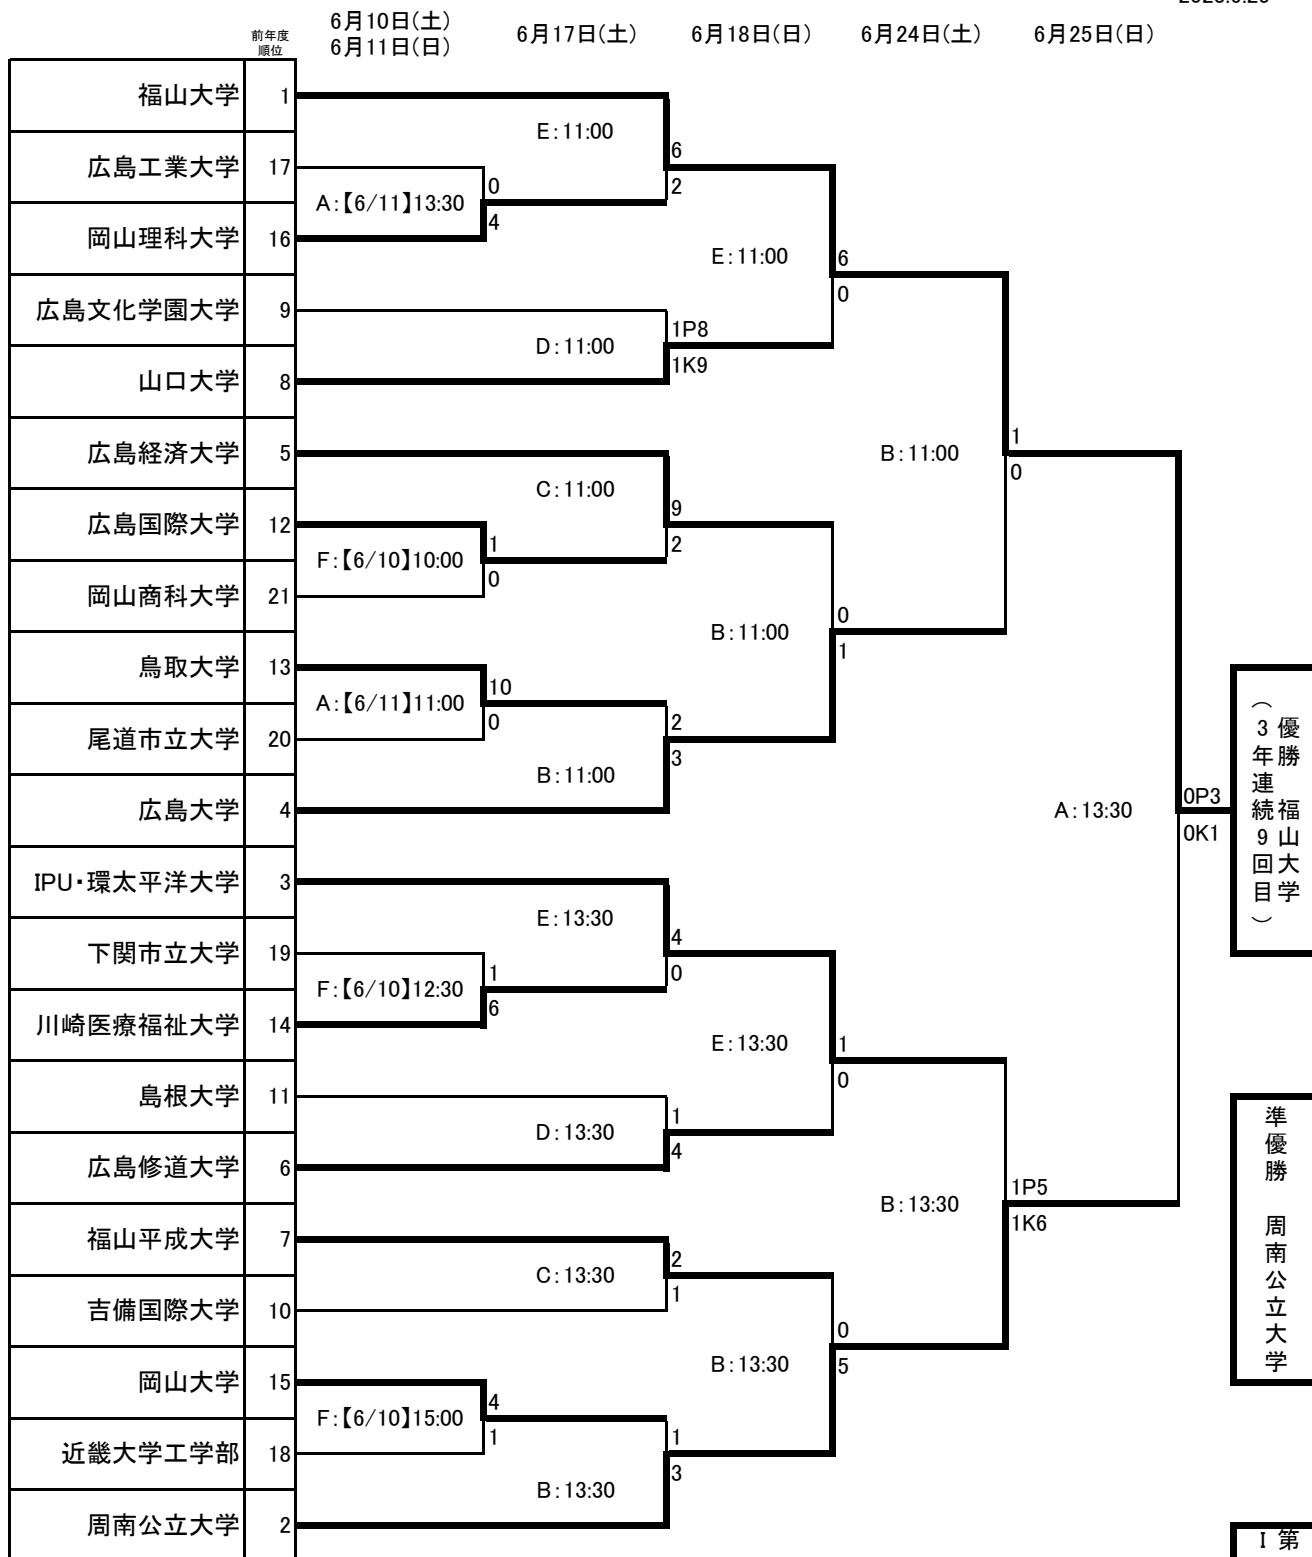 前年度
順位
6月10日(土)
6月11日(日)
6月17日(土)
6月18日(日)
6月24日(土)
6月25日(日)
福山大学 1
E:11:00
6
広島工業大学 17
0
2
A:【6/11】13:30
4
岡山理科大学 16
E:11:00
6
0
広島文化学園大学 9
1P8
D:11:00
1K9
山口大学 8
広島経済大学 5
1
B:11:00
0
C:11:00
9
広島国際大学 12
1
2
F:【6/10】10:00
0
岡山商科大学 21
0
B:11:00
1
鳥取大学 13
10
A:【6/11】11:00
0
2
尾道市立大学 20
3
B:11:00
広島大学 4
A:13:30
0P3
0K1
優勝 福山大学
(3年連続9回目)
IPU・環太平洋大学 3
E:13:30
4
下関市立大学 19
1
0
F:【6/10】12:30
6
川崎医療福祉大学 14
E:13:30
1
0
島根大学 11
1
D:13:30
4
広島修道大学 6
1P5
B:13:30
1K6
準優勝 周南公立大学
福山平成大学 7
2
C:13:30
1
吉備国際大学 10
0
B:13:30
5
岡山大学 15
4
F:【6/10】15:00
1
1
近畿大学工学部 18
3
B:13:30
周南公立大学 2
第
I